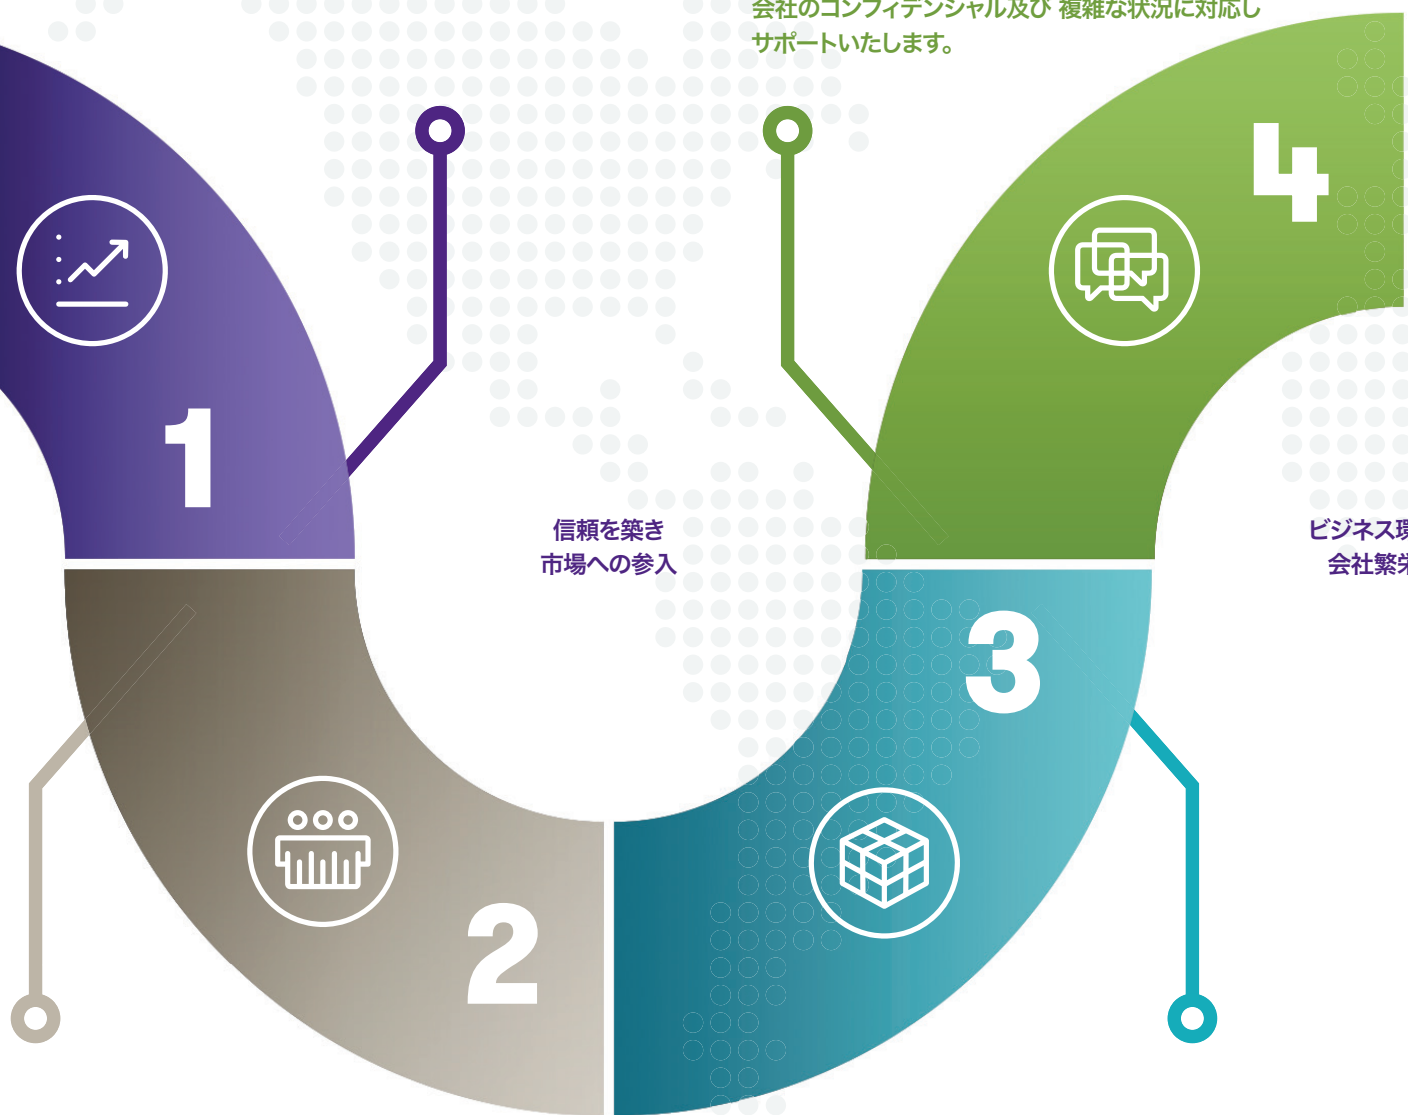 会社のコンフィデンシャル及び 複雑な状況に対応し
サポートいたします。
4
1
信頼を築き
市場への参入
ビジネス環
会社繁栄
3
2